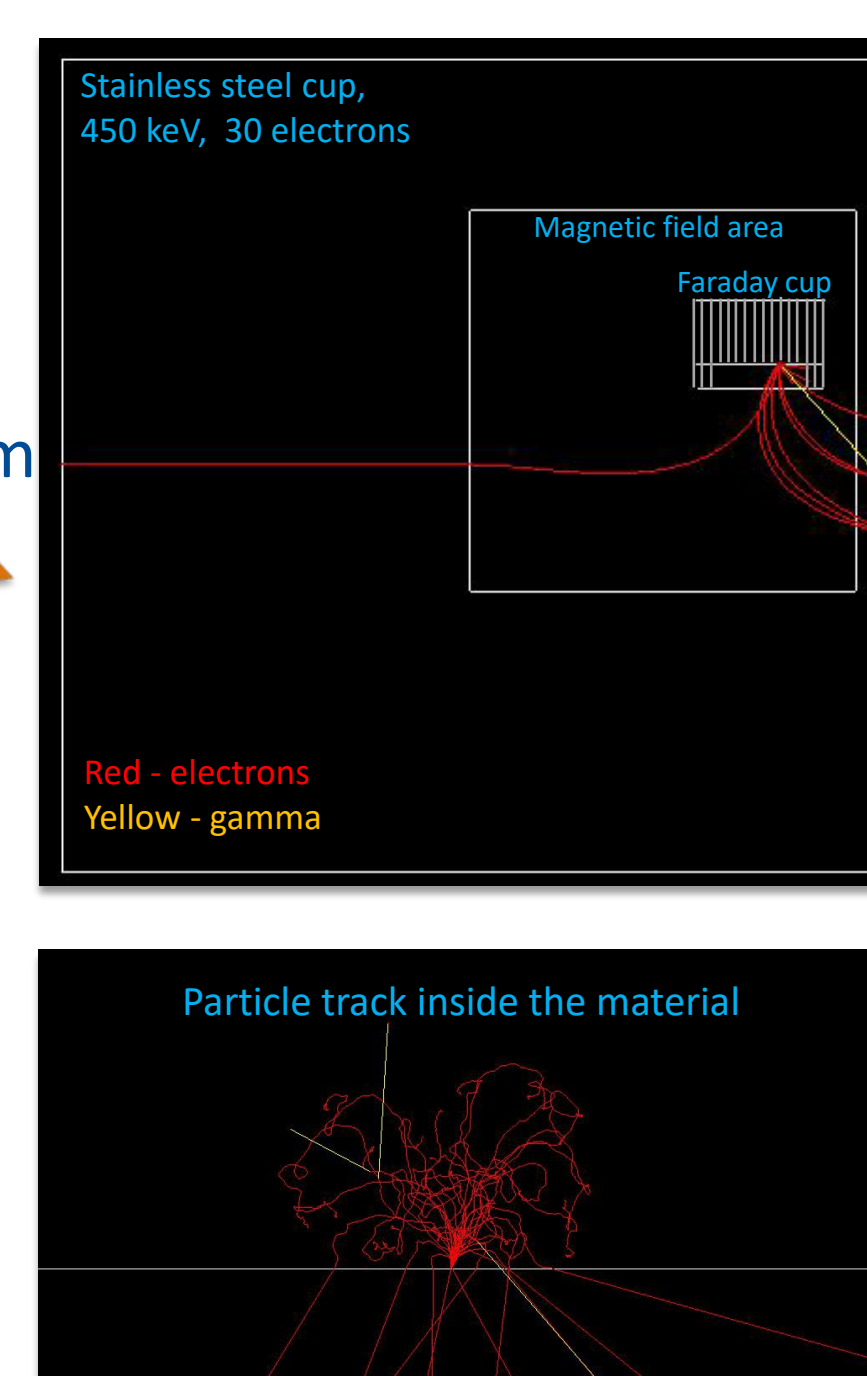 Stainless steel cup,
450 keV, 30 electrons
Magnetic field area
Faraday cup
m
Red - electrons
Yellow - gamma
Particle track inside the material